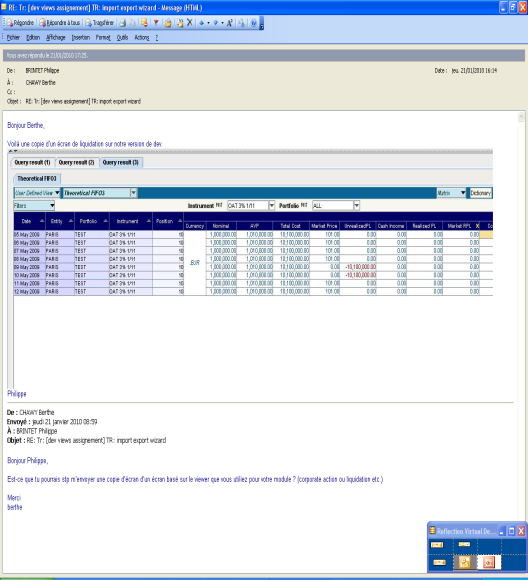 RE: Tr: [dev views assignement] TR: import export wizard - Message (HTML)
Répondre Répondre à tous Transférer
Fichier Edition Affichage Insertion Format Outils Actions ?
Vous avez répondu le 21/01/2010 17:25.
De : BRINTET Philippe Date : jeu. 21/01/2010 16:14
À : CHAWY Berthe
Cc :
Objet : RE: Tr: [dev views assignement] TR: import export wizard
Bonjour Berthe,
Voilà une copie d'un écran de liquidation sur notre version de dev.
Query result (1) Query result (2) Query result (3)
Theoretical FIFO3
User Defined View Theoretical FIFO3 Matrix Dictionary
Filters Instrument OAT 3% 1/11 Portfolio ALL
Date Entity Portfolio Instrument Position Currency Nominal AVP Total Cost Market Price UnrealizedPL Cash Income Realized PL Market RPL X
05 May 2009 PARIS TEST OAT 3% 1/11 10 1,000,000.00 1,010,000.00 10,100,000.00 101.00 0.00 0.00 0.00 0.00
06 May 2009 PARIS TEST OAT 3% 1/11 10 1,000,000.00 1,010,000.00 10,100,000.00 101.00 0.00 0.00 0.00 0.00
07 May 2009 PARIS TEST OAT 3% 1/11 10 1,000,000.00 1,010,000.00 10,100,000.00 101.00 0.00 0.00 0.00 0.00
08 May 2009 PARIS TEST OAT 3% 1/11 10 EUR 1,000,000.00 1,010,000.00 10,100,000.00 101.00 0.00 0.00 0.00 0.00
09 May 2009 PARIS TEST OAT 3% 1/11 10 1,000,000.00 1,010,000.00 10,100,000.00 0.00 -10,100,000.00 0.00 0.00 0.00
10 May 2009 PARIS TEST OAT 3% 1/11 10 1,000,000.00 1,010,000.00 10,100,000.00 0.00 -10,100,000.00 0.00 0.00 0.00
11 May 2009 PARIS TEST OAT 3% 1/11 10 1,000,000.00 1,010,000.00 10,100,000.00 101.00 0.00 0.00 0.00 0.00
12 May 2009 PARIS TEST OAT 3% 1/11 10 1,000,000.00 1,010,000.00 10,100,000.00 101.00 0.00 0.00 0.00 0.00
Philippe
De : CHAWY Berthe
Envoyé : jeudi 21 janvier 2010 08:59
À : BRINTET Philippe
Objet : RE: Tr: [dev views assignement] TR: import export wizard
Bonjour Philippe,
Est-ce que tu pourrais stp m'envoyer une copie d'écran d'un écran basé sur le viewer que vous utiliez pour votre module ? (corporate action ou liquidation etc.)
Merci
berthe
Reflection Virtual De...